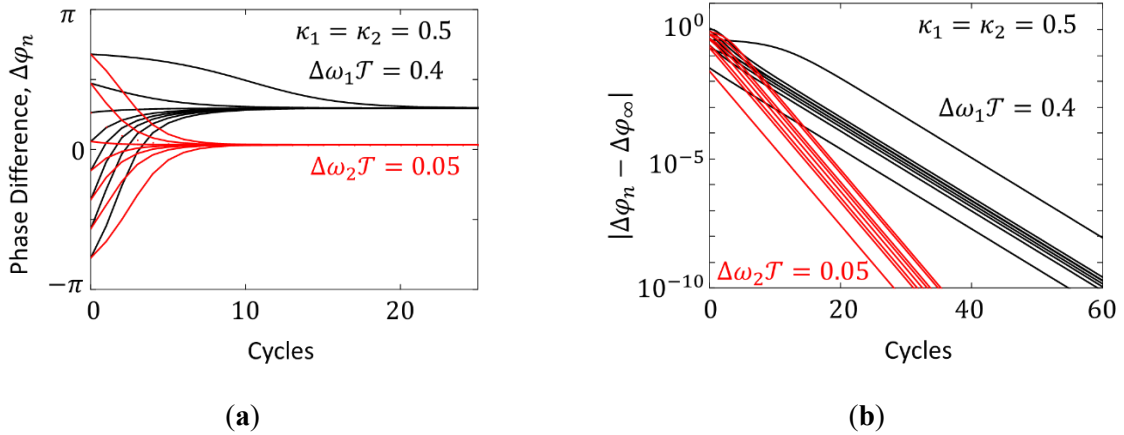 π
0
−π
Phase Difference, Δφₙ
κ₁ = κ₂ = 0.5
Δω₁𝒯 = 0.4
Δω₂𝒯 = 0.05
0 10 20
Cycles
(a)
10⁰
10⁻⁵
10⁻¹⁰
|Δφₙ − Δφ∞|
κ₁ = κ₂ = 0.5
Δω₁𝒯 = 0.4
Δω₂𝒯 = 0.05
0 20 40 60
Cycles
(b)